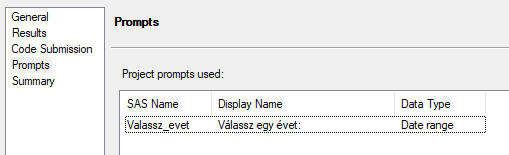 General
Results
Code Submission
Prompts
Summary
Prompts
Project prompts used:
SAS Name Display Name Data Type
Valassz_evet Válassz egy évet: Date range